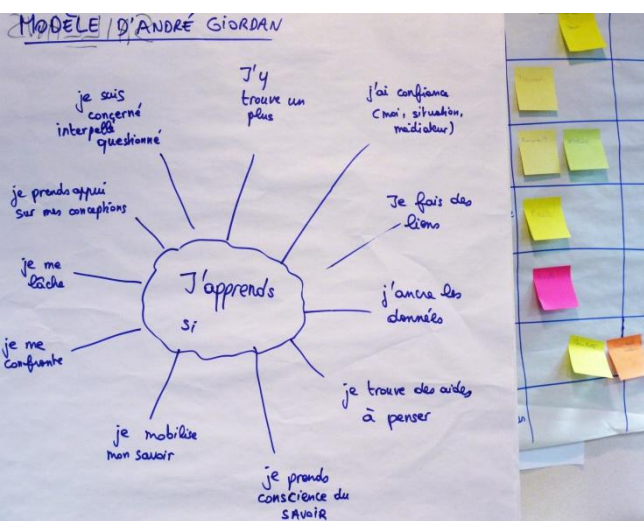 MODÈLE D'ANDRÉ GIORDAN
J'y
trouve un
plus
j'ai confiance
(moi, situation,
médiateur)
Je fais des
liens
j'ancre les
données
je trouve des aides
à penser
je prends
conscience du
SAVOIR
je mobilise
mon savoir
je me
confronte
je me
lâche
je prends appui
sur mes conceptions
je suis
concerné
interpellé
questionné
J'apprends
si